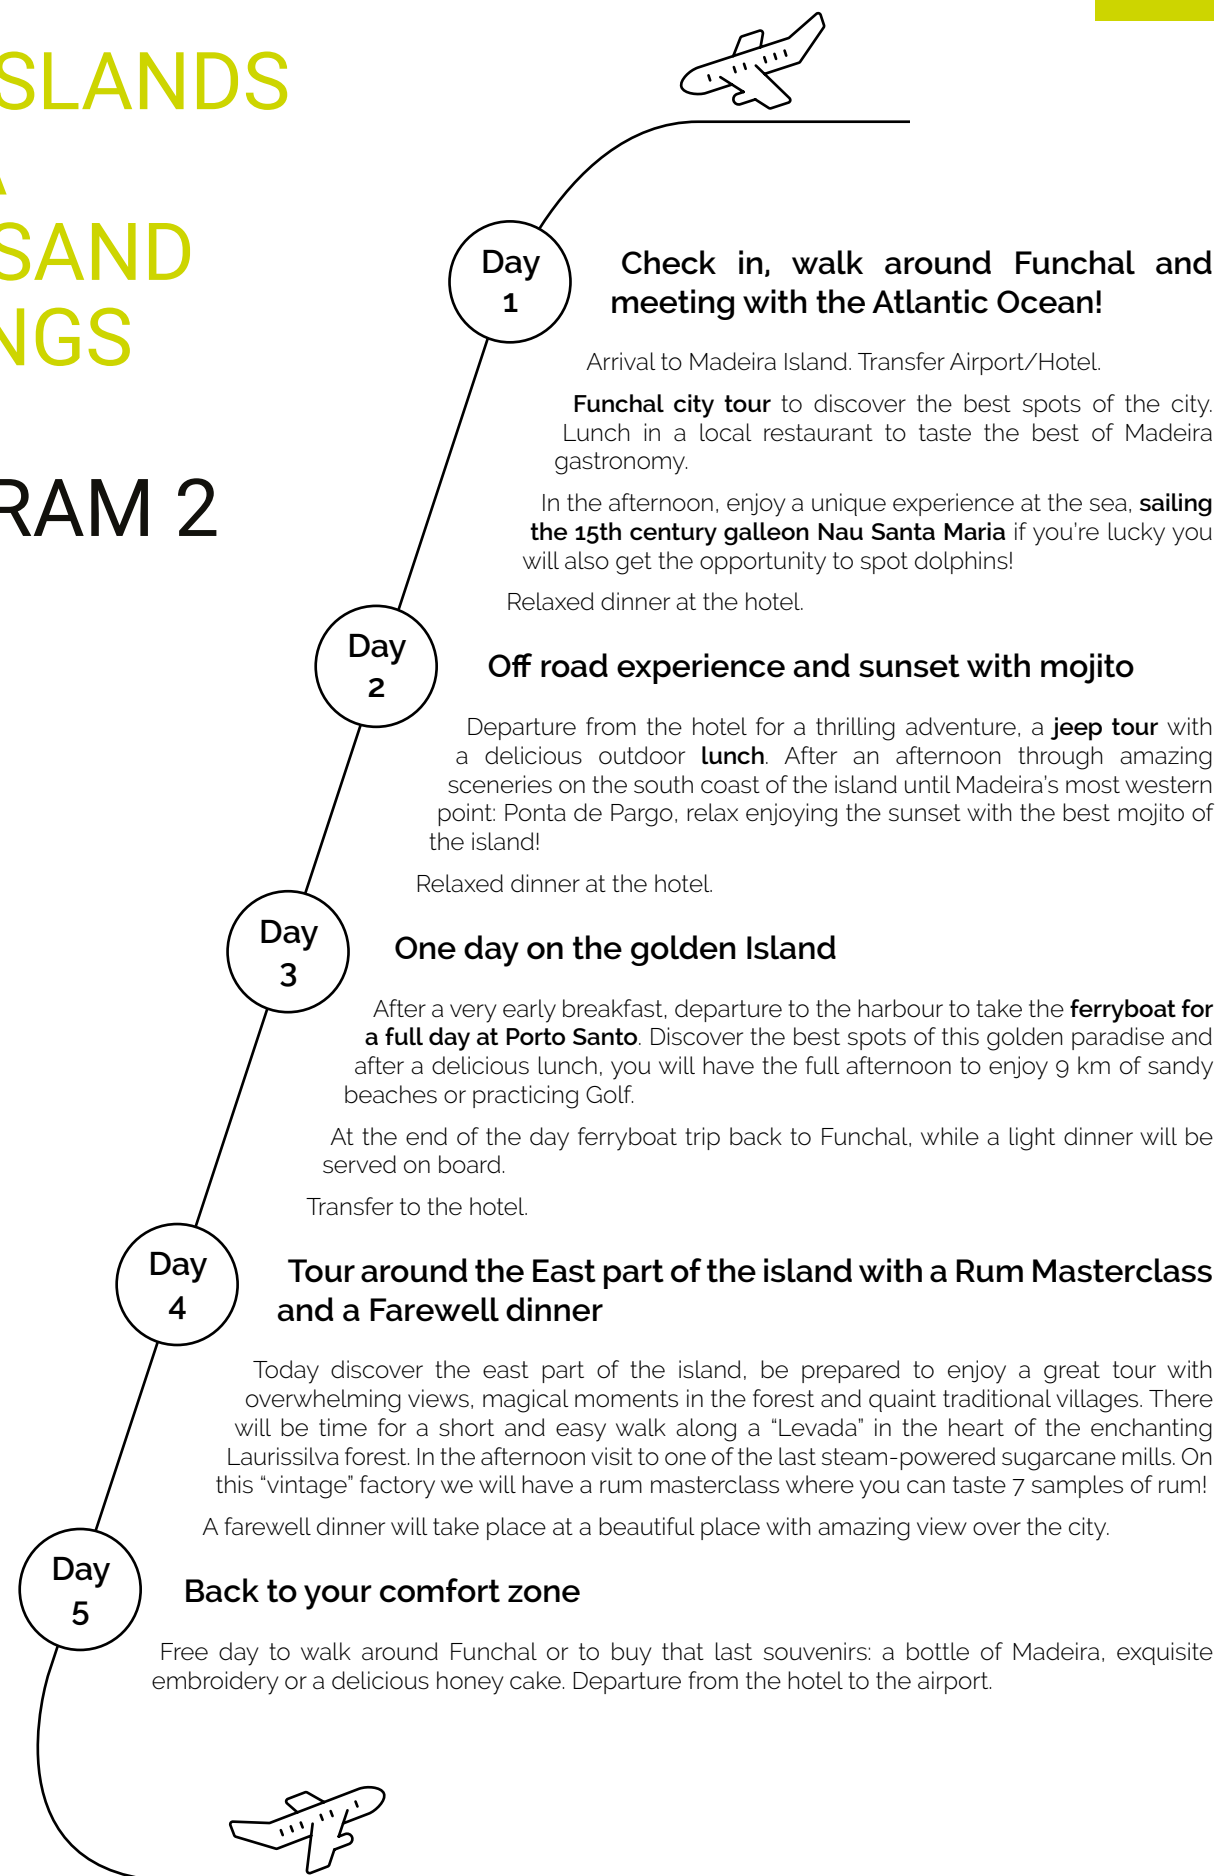 SLANDS
A
SAND
NGS
RAM 2
Day
1
Check in, walk around Funchal and
meeting with the Atlantic Ocean!
Arrival to Madeira Island. Transfer Airport/Hotel.
Funchal city tour to discover the best spots of the city.
Lunch in a local restaurant to taste the best of Madeira
gastronomy.
In the afternoon, enjoy a unique experience at the sea, sailing
the 15th century galleon Nau Santa Maria if you're lucky you
will also get the opportunity to spot dolphins!
Relaxed dinner at the hotel.
Day
2
Off road experience and sunset with mojito
Departure from the hotel for a thrilling adventure, a jeep tour with
a delicious outdoor lunch. After an afternoon through amazing
sceneries on the south coast of the island until Madeira's most western
point: Ponta de Pargo, relax enjoying the sunset with the best mojito of
the island!
Relaxed dinner at the hotel.
Day
3
One day on the golden Island
After a very early breakfast, departure to the harbour to take the ferryboat for
a full day at Porto Santo. Discover the best spots of this golden paradise and
after a delicious lunch, you will have the full afternoon to enjoy 9 km of sandy
beaches or practicing Golf.
At the end of the day ferryboat trip back to Funchal, while a light dinner will be
served on board.
Transfer to the hotel.
Day
4
Tour around the East part of the island with a Rum Masterclass
and a Farewell dinner
Today discover the east part of the island, be prepared to enjoy a great tour with
overwhelming views, magical moments in the forest and quaint traditional villages. There
will be time for a short and easy walk along a “Levada” in the heart of the enchanting
Laurissilva forest. In the afternoon visit to one of the last steam-powered sugarcane mills. On
this “vintage” factory we will have a rum masterclass where you can taste 7 samples of rum!
A farewell dinner will take place at a beautiful place with amazing view over the city.
Day
5
Back to your comfort zone
Free day to walk around Funchal or to buy that last souvenirs: a bottle of Madeira, exquisite
embroidery or a delicious honey cake. Departure from the hotel to the airport.